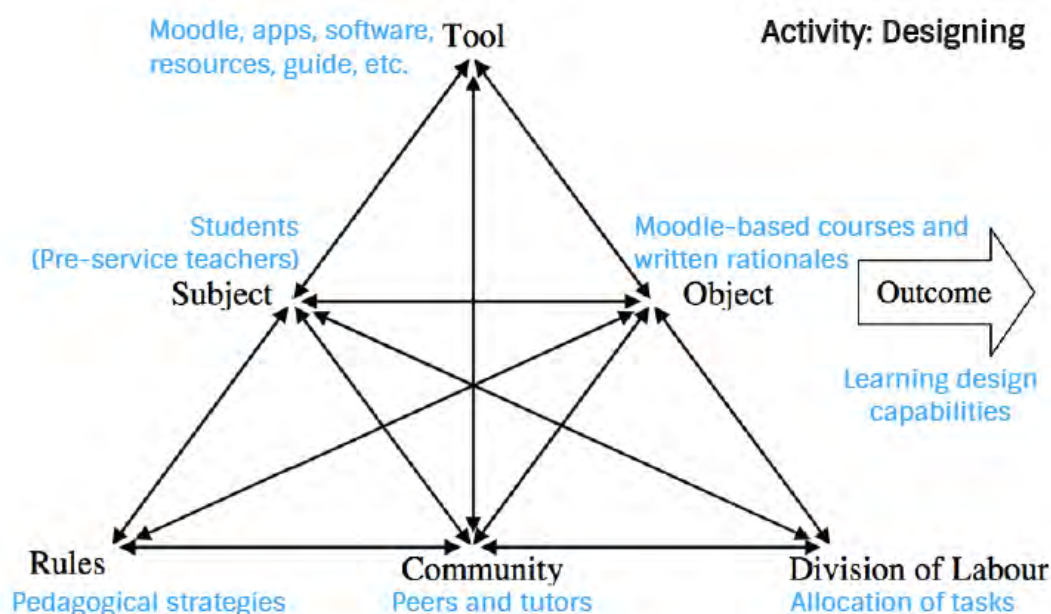 Activity: Designing
Moodle, apps, software,
resources, guide, etc.
Tool
Students
(Pre-service teachers)
Subject
Moodle-based courses and
written rationales
Object
Outcome
Learning design
capabilities
Rules
Pedagogical strategies
Community
Peers and tutors
Division of Labour
Allocation of tasks